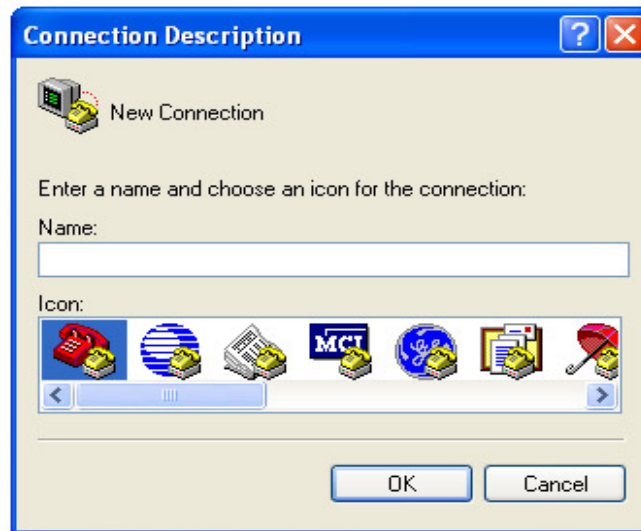 Connection Description
New Connection
Enter a name and choose an icon for the connection:
Name:
Icon:
MCI
OK
Cancel